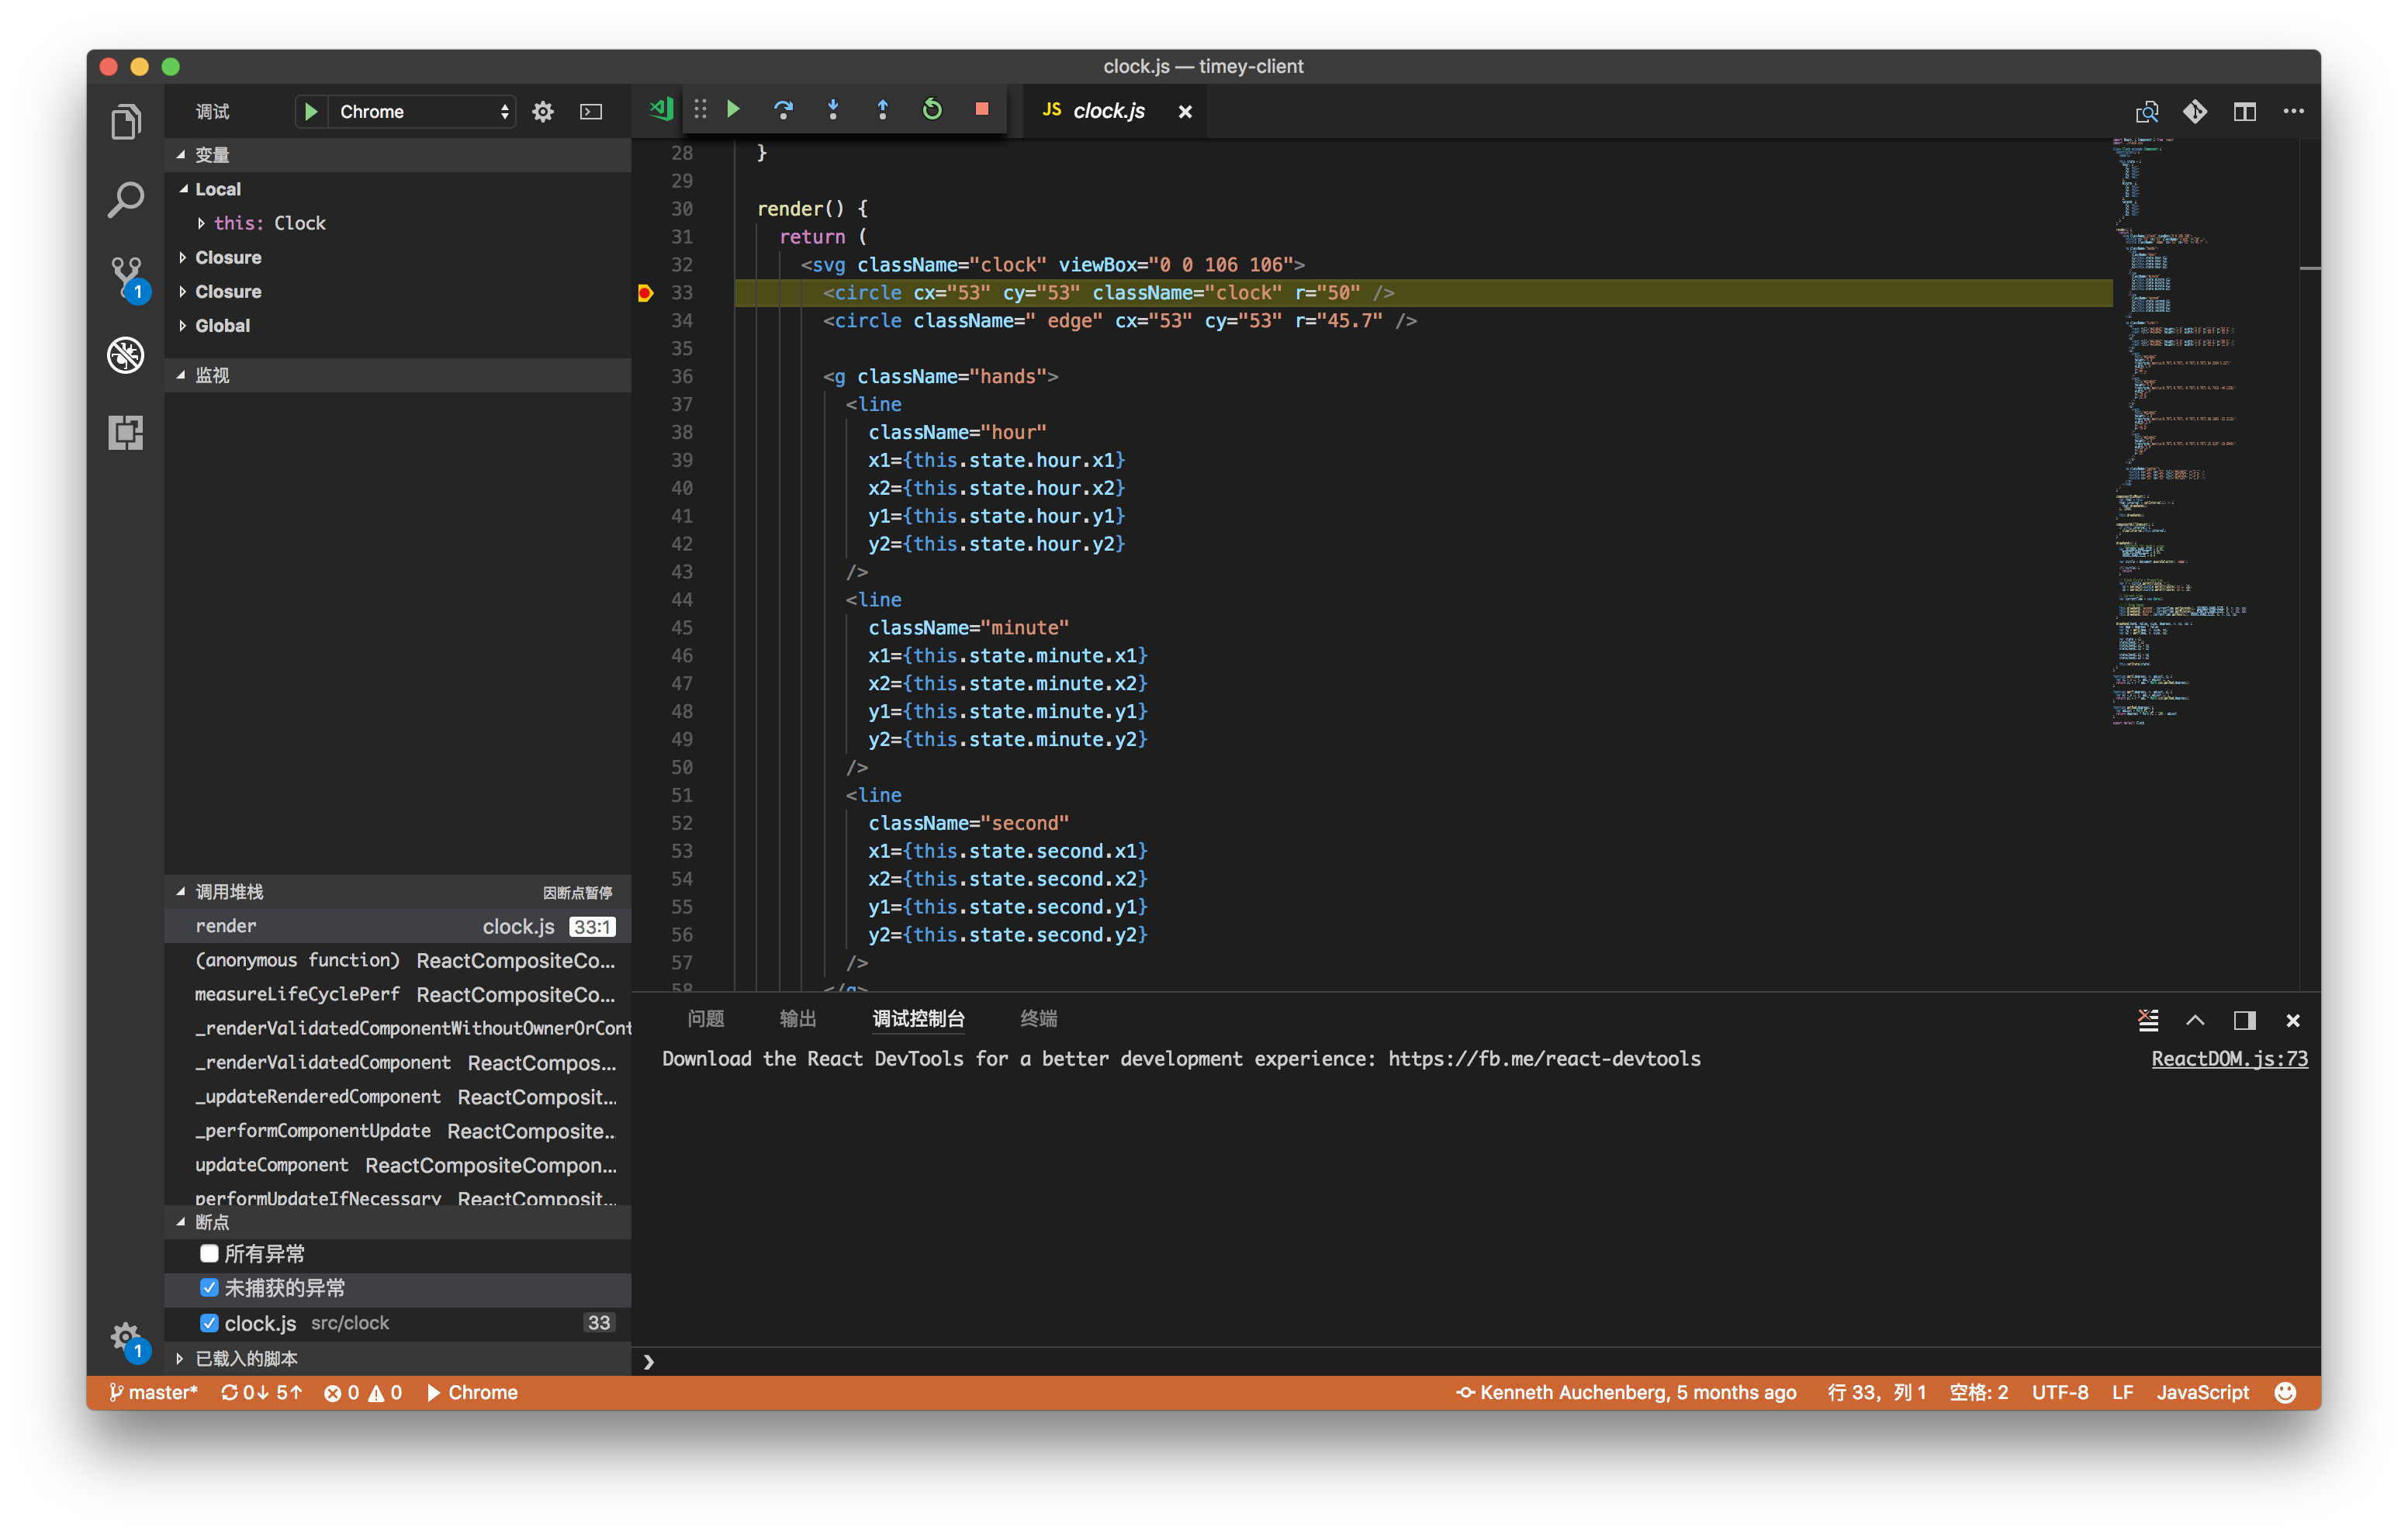 clock.js — timey-client
调试
Chrome
变量
Local
this: Clock
Closure
Closure
Global
监视
调用堆栈 因断点暂停
render clock.js 33:1
(anonymous function) ReactCompositeCo...
measureLifeCyclePerf ReactCompositeCo...
_renderValidatedComponentWithoutOwnerOrCont
_renderValidatedComponent ReactCompos...
_updateRenderedComponent ReactComposit...
_performComponentUpdate ReactComposite...
updateComponent ReactCompositeCompon...
performUpdateIfNecessary ReactComposit...
断点
所有异常
未捕获的异常
clock.js src/clock 33
已载入的脚本
1
1
JS clock.js
28 }
29
30 render() {
31 return (
32 <svg className="clock" viewBox="0 0 106 106">
33 <circle cx="53" cy="53" className="clock" r="50" />
34 <circle className=" edge" cx="53" cy="53" r="45.7" />
35
36 <g className="hands">
37 <line
38 className="hour"
39 x1={this.state.hour.x1}
40 x2={this.state.hour.x2}
41 y1={this.state.hour.y1}
42 y2={this.state.hour.y2}
43 />
44 <line
45 className="minute"
46 x1={this.state.minute.x1}
47 x2={this.state.minute.x2}
48 y1={this.state.minute.y1}
49 y2={this.state.minute.y2}
50 />
51 <line
52 className="second"
53 x1={this.state.second.x1}
54 x2={this.state.second.x2}
55 y1={this.state.second.y1}
56 y2={this.state.second.y2}
57 />
58 </g>
问题 输出 调试控制台 终端
Download the React DevTools for a better development experience: https://fb.me/react-devtools ReactDOM.js:73
master* 0↓ 5↑ 0 0 Chrome Kenneth Auchenberg, 5 months ago 行 33，列 1 空格: 2 UTF-8 LF JavaScript